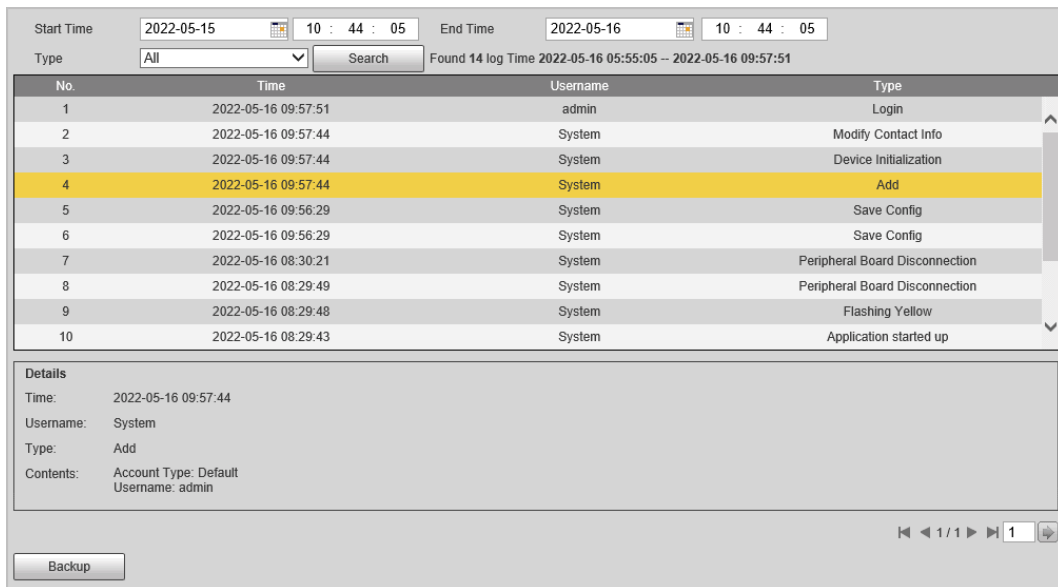 Start Time 2022-05-15 10 : 44 : 05 End Time 2022-05-16 10 : 44 : 05
Type All Search Found 14 log Time 2022-05-16 05:55:05 -- 2022-05-16 09:57:51
No. Time Username Type
1 2022-05-16 09:57:51 admin Login
2 2022-05-16 09:57:44 System Modify Contact Info
3 2022-05-16 09:57:44 System Device Initialization
4 2022-05-16 09:57:44 System Add
5 2022-05-16 09:56:29 System Save Config
6 2022-05-16 09:56:29 System Save Config
7 2022-05-16 08:30:21 System Peripheral Board Disconnection
8 2022-05-16 08:29:49 System Peripheral Board Disconnection
9 2022-05-16 08:29:48 System Flashing Yellow
10 2022-05-16 08:29:43 System Application started up
Details
Time: 2022-05-16 09:57:44
Username: System
Type: Add
Contents: Account Type: Default
Username: admin
1 / 1 1
Backup